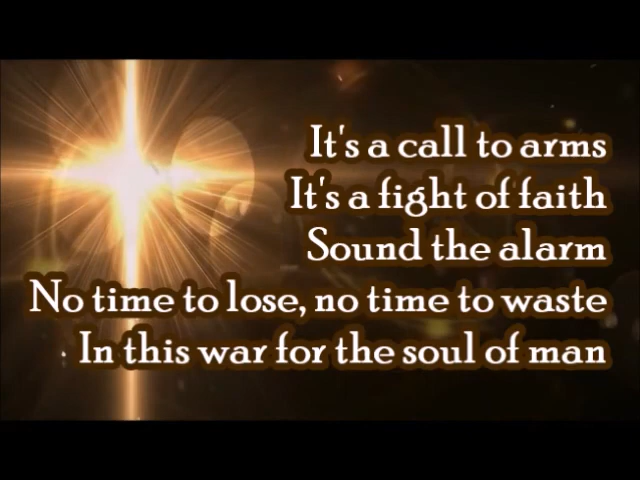 It's a call to arms
It's a fight of faith
Sound the alarm
No time to lose, no time to waste
In this war for the soul of man